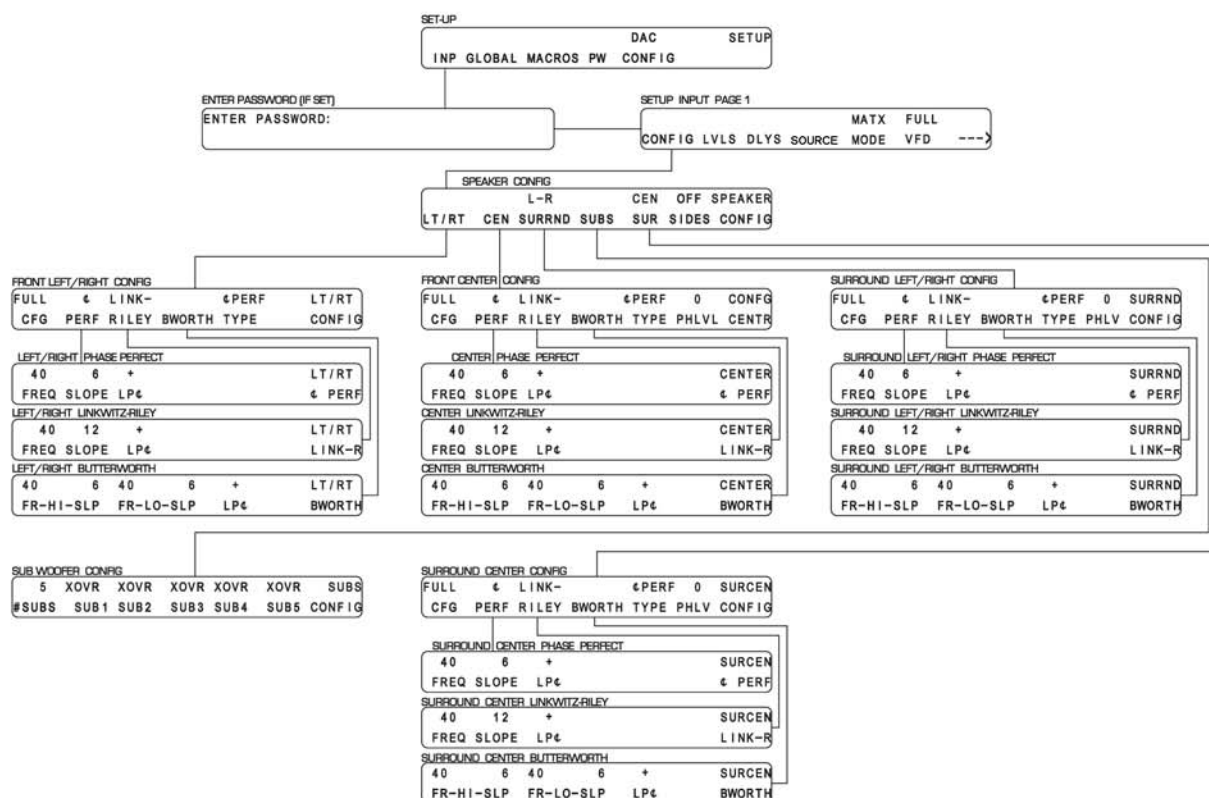 SET-UP
DAC SETUP
INP GLOBAL MACROS PW CONFIG
ENTER PASSWORD (IF SET)
ENTER PASSWORD:
SETUP INPUT PAGE 1
MATX FULL
CONFIG LVLS DLYS SOURCE MODE VFD --->
SPEAKER CONFIG
L-R CEN OFF SPEAKER
LT/RT CEN SURRND SUBS SUR SIDES CONFIG
FRONT LEFT/RIGHT CONFIG
FULL ¢ LINK- ¢PERF LT/RT
CFG PERF RILEY BWORTH TYPE CONFIG
LEFT/RIGHT PHASE PERFECT
40 6 + LT/RT
FREQ SLOPE LP¢ ¢ PERF
LEFT/RIGHT LINKWITZ-RILEY
40 12 + LT/RT
FREQ SLOPE LP¢ LINK-R
LEFT/RIGHT BUTTERWORTH
40 6 40 6 + LT/RT
FR-HI-SLP FR-LO-SLP LP¢ BWORTH
FRONT CENTER CONFIG
FULL ¢ LINK- ¢PERF 0 CONFG
CFG PERF RILEY BWORTH TYPE PHLVL CENTR
CENTER PHASE PERFECT
40 6 + CENTER
FREQ SLOPE LP¢ ¢ PERF
CENTER LINKWITZ-RILEY
40 12 + CENTER
FREQ SLOPE LP¢ LINK-R
CENTER BUTTERWORTH
40 6 40 6 + CENTER
FR-HI-SLP FR-LO-SLP LP¢ BWORTH
SURROUND LEFT/RIGHT CONFIG
FULL ¢ LINK- ¢PERF 0 SURRND
CFG PERF RILEY BWORTH TYPE PHLV CONFIG
SURROUND LEFT/RIGHT PHASE PERFECT
40 6 + SURRND
FREQ SLOPE LP¢ ¢ PERF
SURROUND LEFT/RIGHT LINKWITZ-RILEY
40 12 + SURRND
FREQ SLOPE LP¢ LINK-R
SURROUND LEFT/RIGHT BUTTERWORTH
40 6 40 6 + SURRND
FR-HI-SLP FR-LO-SLP LP¢ BWORTH
SUB WOOFER CONFIG
5 XOVR XOVR XOVR XOVR XOVR SUBS
#SUBS SUB1 SUB2 SUB3 SUB4 SUB5 CONFIG
SURROUND CENTER CONFIG
FULL ¢ LINK- ¢PERF 0 SURCEN
CFG PERF RILEY BWORTH TYPE PHLV CONFIG
SURROUND CENTER PHASE PERFECT
40 6 + SURCEN
FREQ SLOPE LP¢ ¢ PERF
SURROUND CENTER LINKWITZ-RILEY
40 12 + SURCEN
FREQ SLOPE LP¢ LINK-R
SURROUND CENTER BUTTERWORTH
40 6 40 6 + SURCEN
FR-HI-SLP FR-LO-SLP LP¢ BWORTH